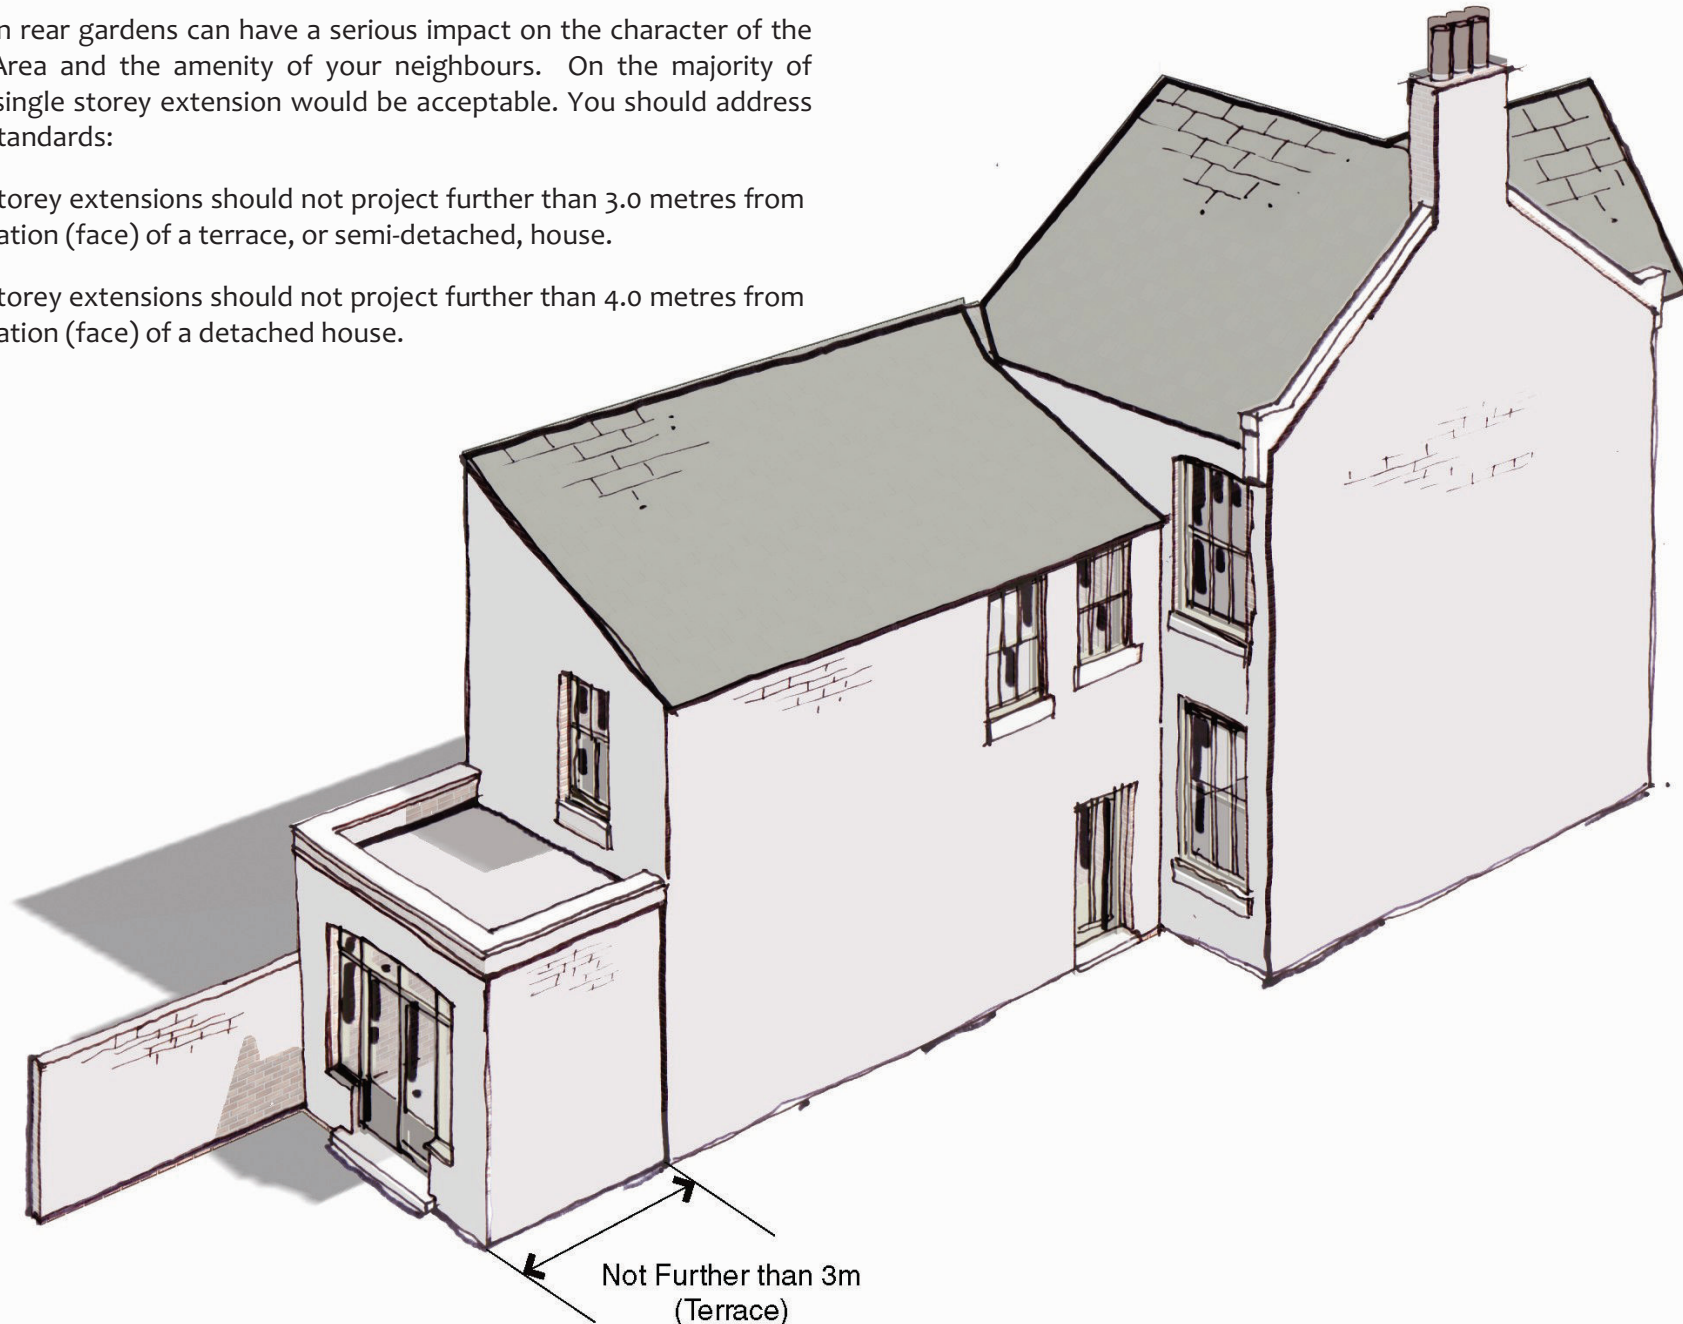 n rear gardens can have a serious impact on the character of the
Area and the amenity of your neighbours. On the majority of
single storey extension would be acceptable. You should address
tandards:
torey extensions should not project further than 3.0 metres from
ation (face) of a terrace, or semi-detached, house.
torey extensions should not project further than 4.0 metres from
ation (face) of a detached house.
Not Further than 3m
(Terrace)